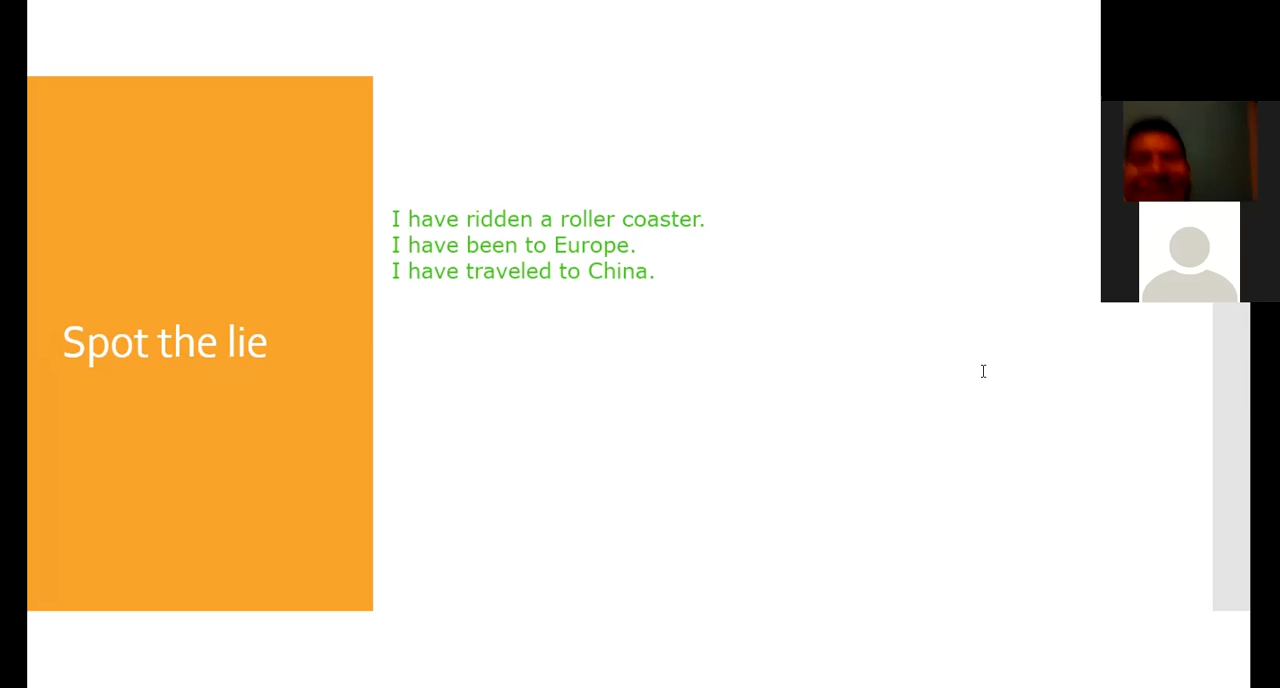 Spot the lie
I have ridden a roller coaster.
I have been to Europe.
I have traveled to China.